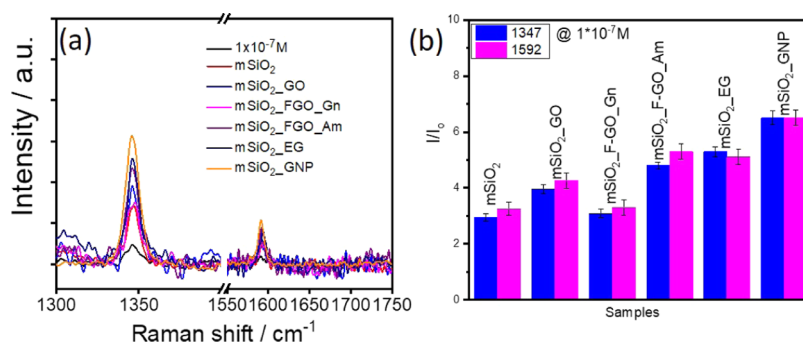 (a)
Intensity / a.u.
1x10⁻⁷M
mSiO₂
mSiO₂_GO
mSiO₂_FGO_Gn
mSiO₂_FGO_Am
mSiO₂_EG
mSiO₂_GNP
1300 1350 1550 1600 1650 1700 1750
Raman shift / cm⁻¹
(b)
1347 @ 1*10⁻⁷M
1592
I/I₀
10
8
6
4
2
0
mSiO₂
mSiO₂_GO
mSiO₂_F-GO_Gn
mSiO₂_F-GO_Am
mSiO₂_EG
mSiO₂_GNP
Samples